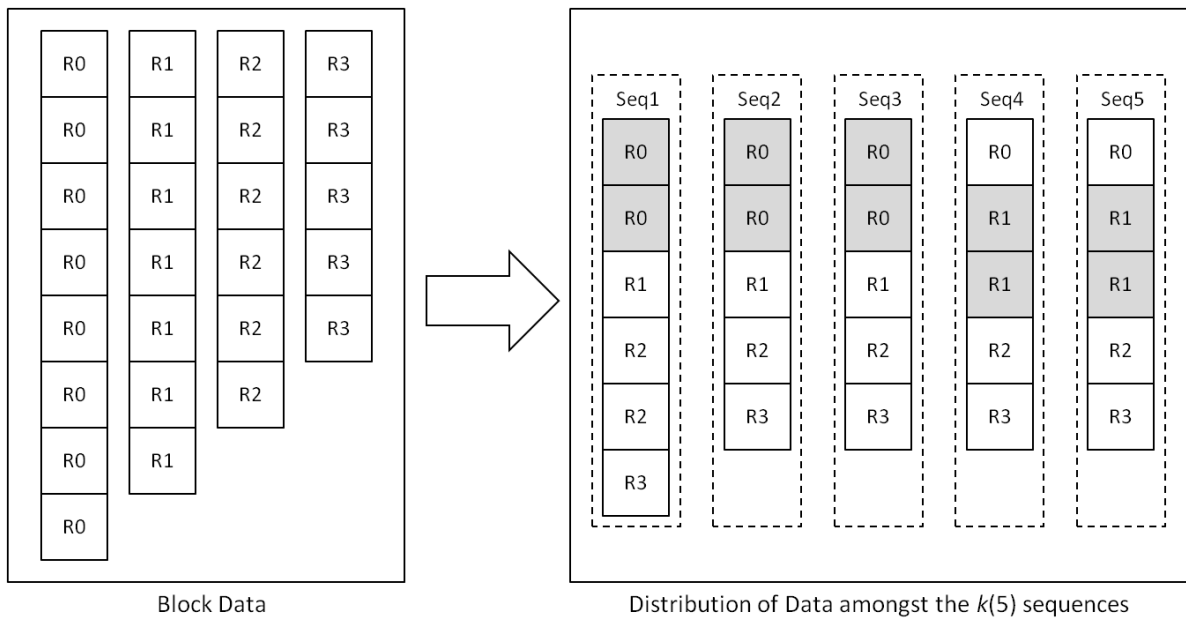 R0 R1 R2 R3
R0 R1 R2 R3
R0 R1 R2 R3
R0 R1 R2 R3
R0 R1 R2 R3
R0 R1 R2
R0 R1
R0
Block Data
Seq1 Seq2 Seq3 Seq4 Seq5
R0 R0 R0 R0 R0
R0 R0 R0 R1 R1
R1 R1 R1 R1 R1
R2 R2 R2 R2 R2
R2 R3 R3 R3 R3
R3
Distribution of Data amongst the k(5) sequences